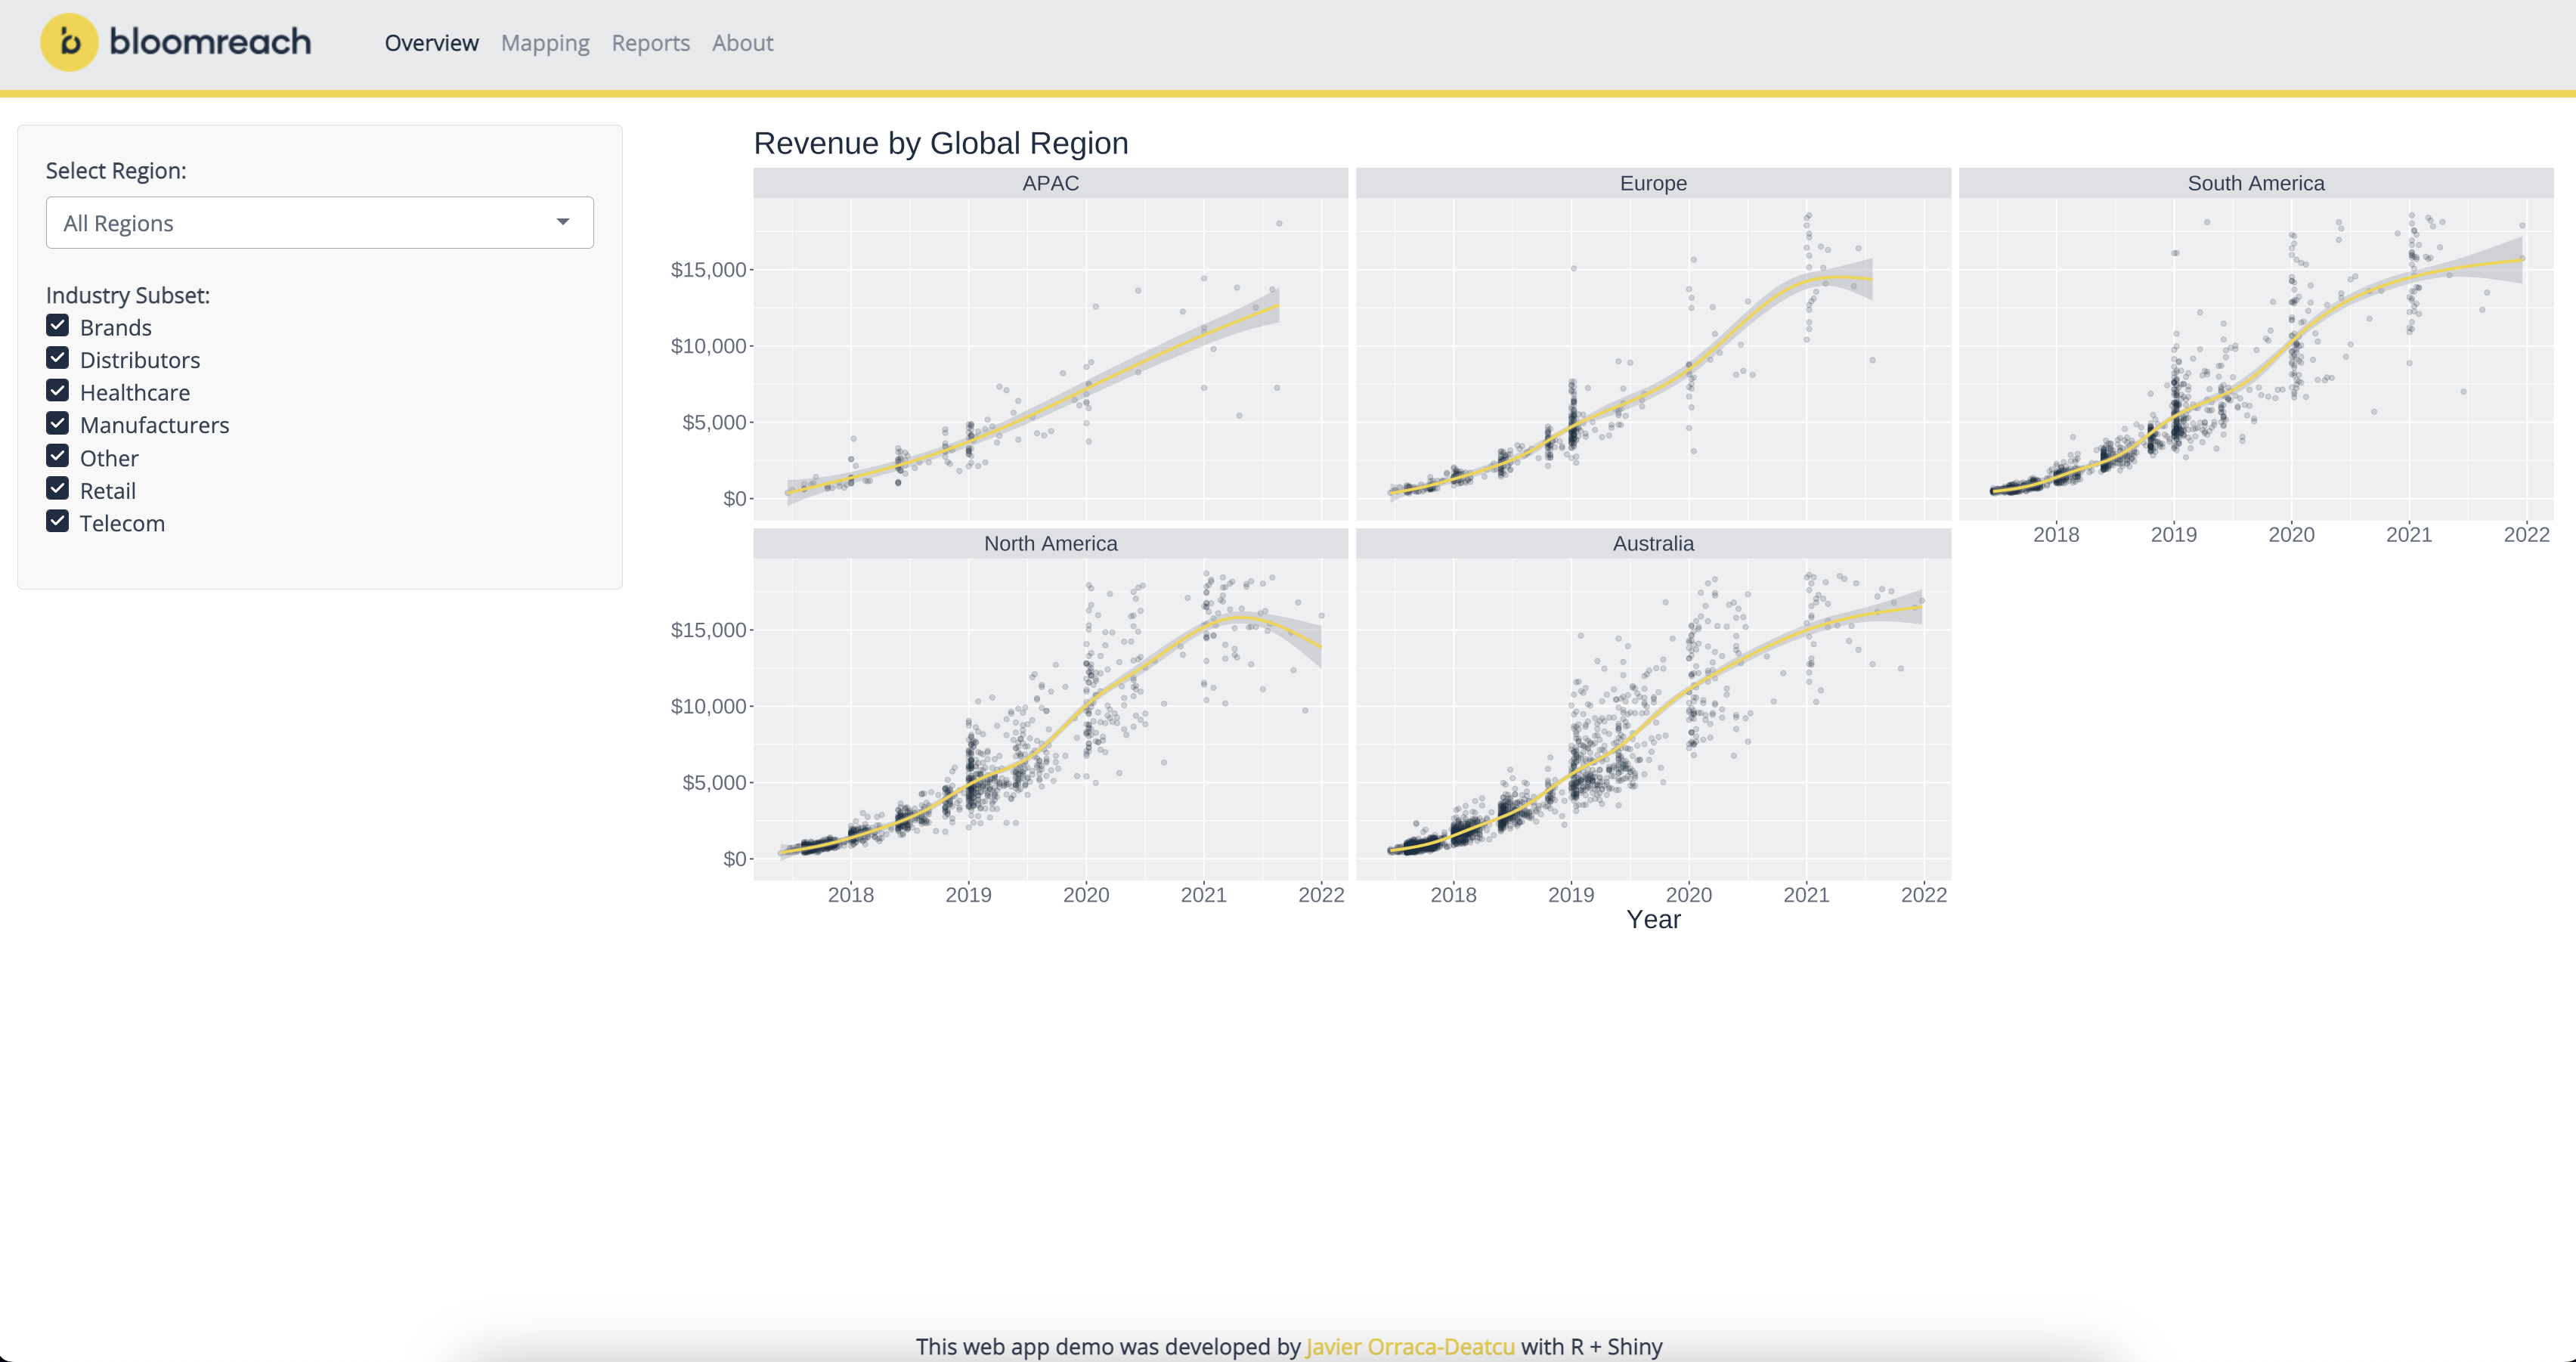 bloomreach
Overview Mapping Reports About
Select Region:
All Regions
Industry Subset:
Brands
Distributors
Healthcare
Manufacturers
Other
Retail
Telecom
Revenue by Global Region
APAC Europe South America
$15,000
$10,000
$5,000
$0
2018 2019 2020 2021 2022
North America Australia
$15,000
$10,000
$5,000
$0
2018 2019 2020 2021 2022 2018 2019 2020 2021 2022
Year
This web app demo was developed by Javier Orraca-Deatcu with R + Shiny